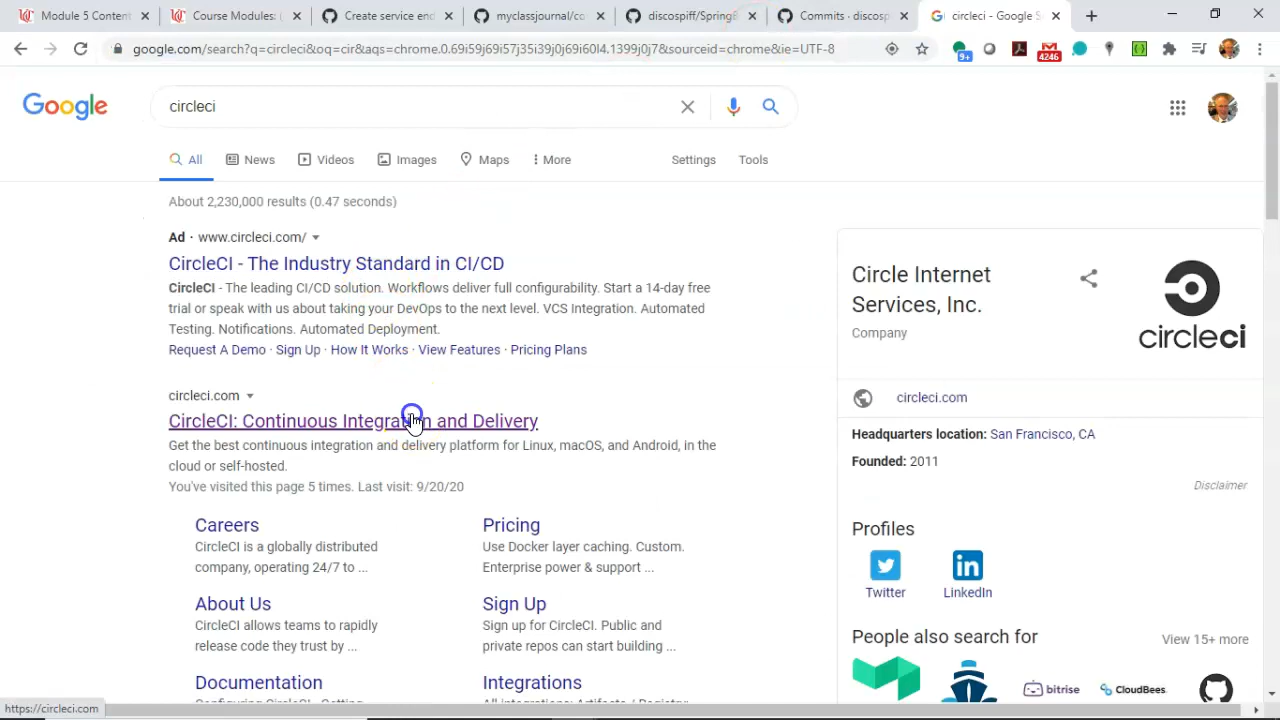 Module 5 Content
Course Modules: (
Create service end
myclassjournal/co
discospiff/SpringB
Commits · discosp
circleci - Google S
google.com/search?q=circleci&oq=cir&aqs=chrome.0.69i59j69i57j35i39j0j69i60l4.1399j0j7&sourceid=chrome&ie=UTF-8
9+
4246
Google
circleci
All
News
Videos
Images
Maps
More
Settings
Tools
About 2,230,000 results (0.47 seconds)
Ad · www.circleci.com/
CircleCI - The Industry Standard in CI/CD
CircleCI - The leading CI/CD solution. Workflows deliver full configurability. Start a 14-day free
trial or speak with us about taking your DevOps to the next level. VCS Integration. Automated
Testing. Notifications. Automated Deployment.
Request A Demo · Sign Up · How It Works · View Features · Pricing Plans
circleci.com
CircleCI: Continuous Integration and Delivery
Get the best continuous integration and delivery platform for Linux, macOS, and Android, in the
cloud or self-hosted.
You've visited this page 5 times. Last visit: 9/20/20
Careers
CircleCI is a globally distributed
company, operating 24/7 to ...
Pricing
Use Docker layer caching. Custom.
Enterprise power & support ...
About Us
CircleCI allows teams to rapidly
release code they trust by ...
Sign Up
Sign up for CircleCI. Public and
private repos can start building ...
Documentation
Integrations
Circle Internet
Services, Inc.
Company
circleci
circleci.com
Headquarters location: San Francisco, CA
Founded: 2011
Disclaimer
Profiles
Twitter
LinkedIn
People also search for
View 15+ more
bitrise
CloudBees
https://circleci.com